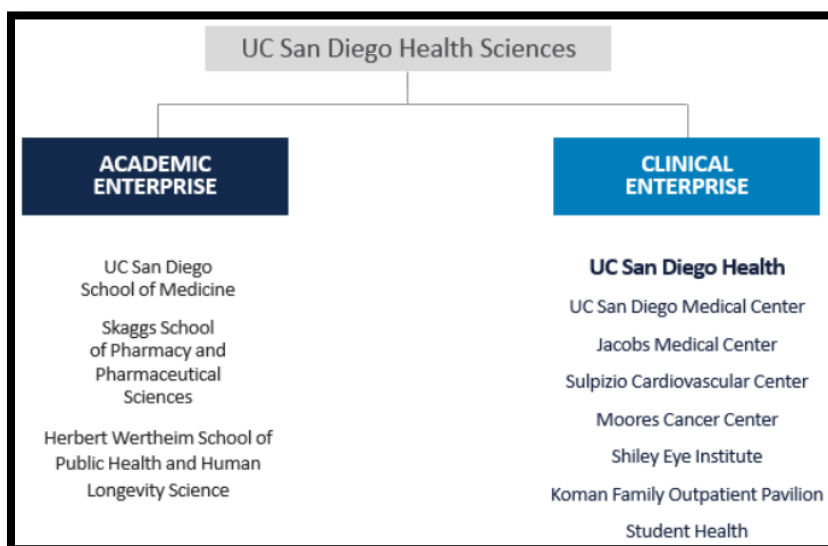 UC San Diego Health Sciences
ACADEMIC
ENTERPRISE
UC San Diego
School of Medicine
Skaggs School
of Pharmacy and
Pharmaceutical
Sciences
Herbert Wertheim School of
Public Health and Human
Longevity Science
CLINICAL
ENTERPRISE
UC San Diego Health
UC San Diego Medical Center
Jacobs Medical Center
Sulpizio Cardiovascular Center
Moores Cancer Center
Shiley Eye Institute
Koman Family Outpatient Pavilion
Student Health